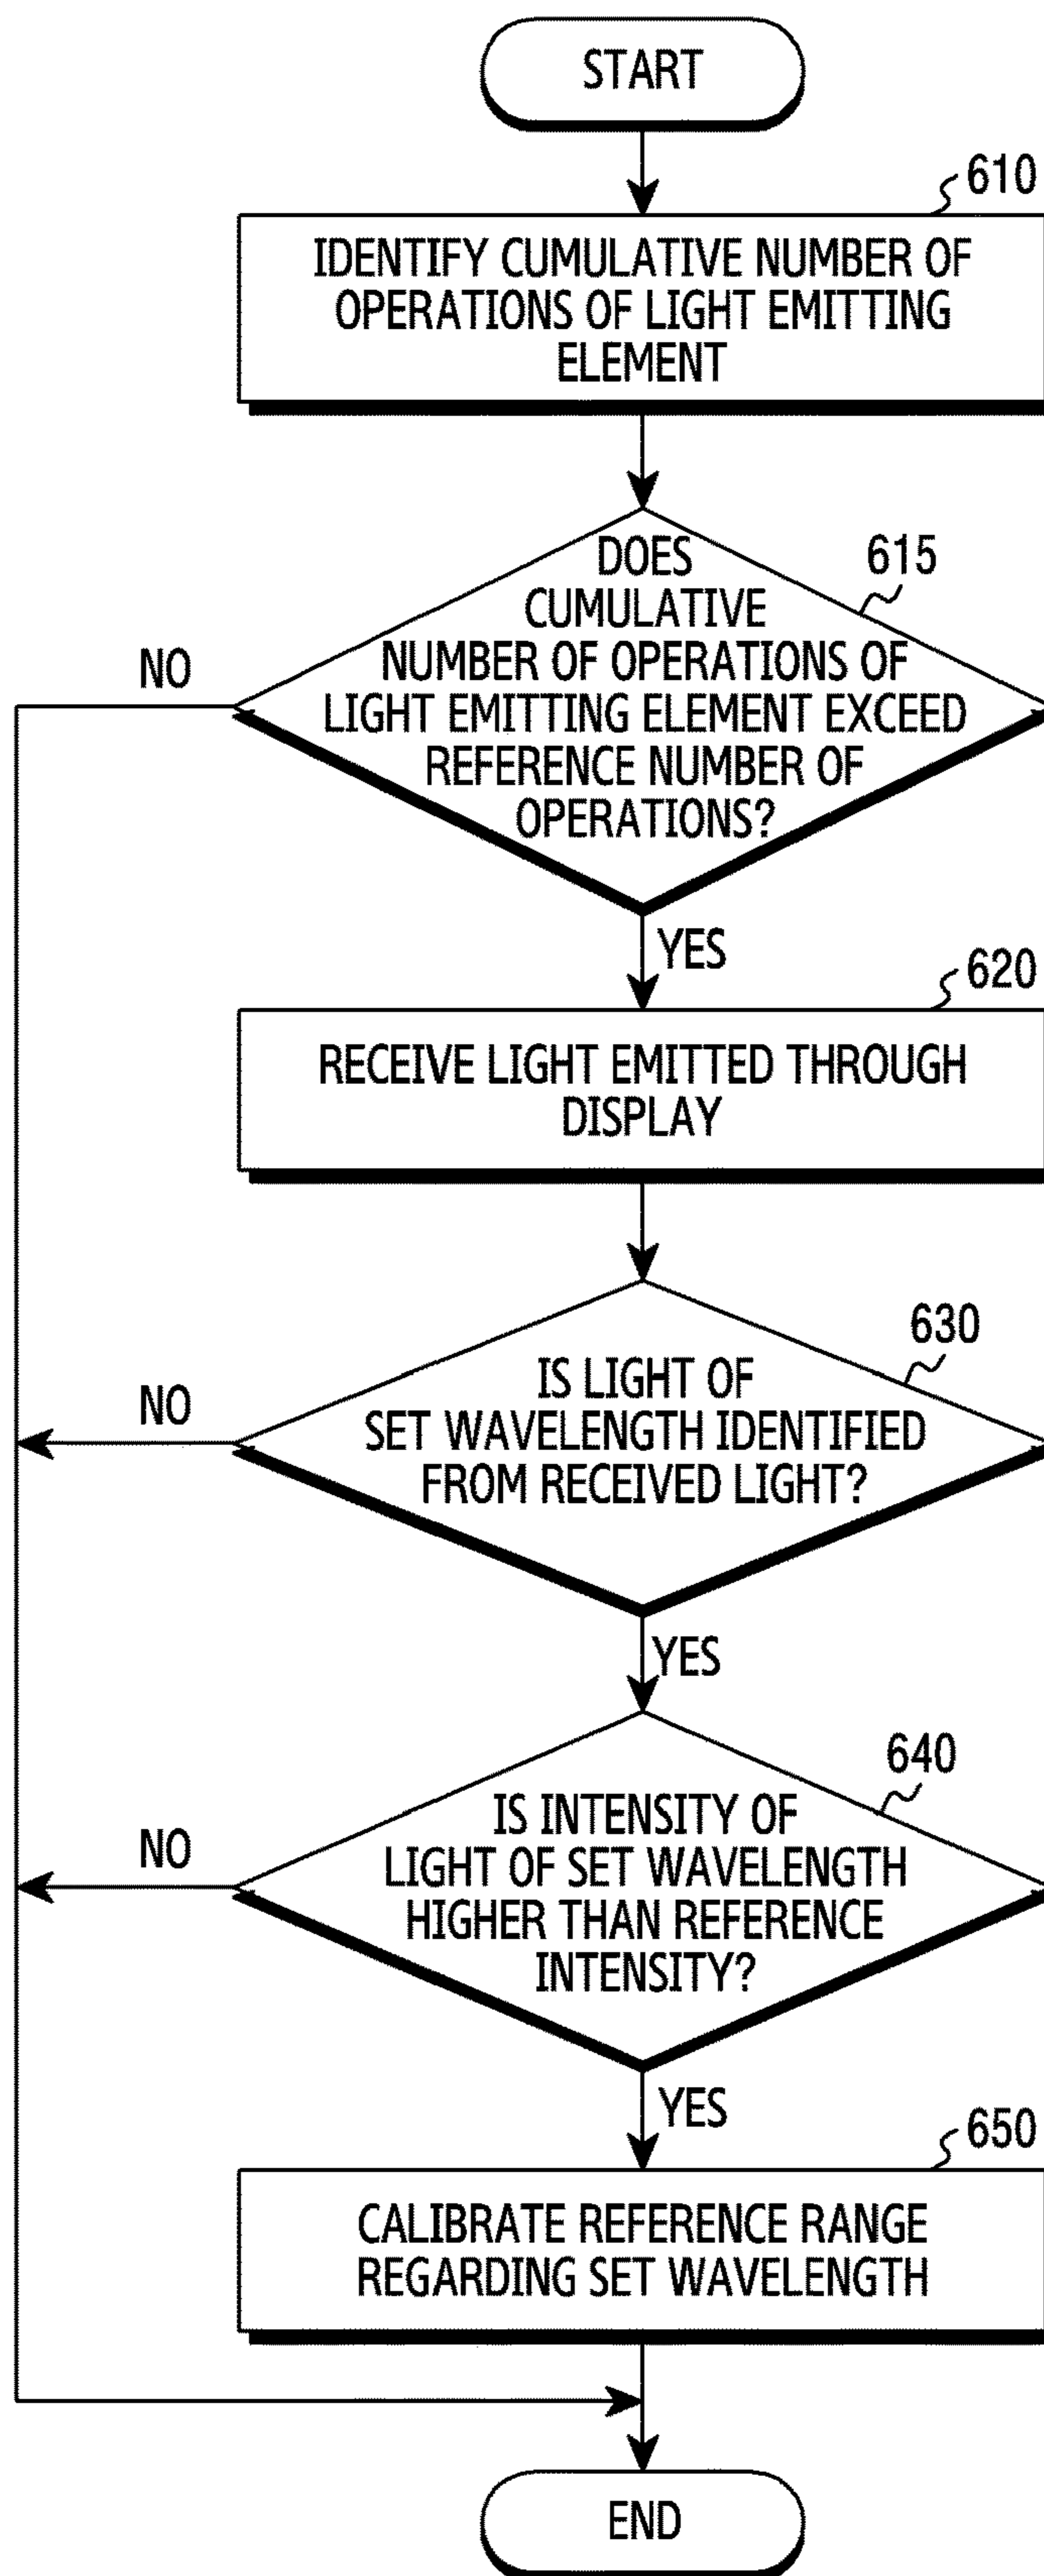 START
610
IDENTIFY CUMULATIVE NUMBER OF
OPERATIONS OF LIGHT EMITTING
ELEMENT
615
DOES
CUMULATIVE
NUMBER OF OPERATIONS OF
LIGHT EMITTING ELEMENT EXCEED
REFERENCE NUMBER OF
OPERATIONS?
NO
YES
620
RECEIVE LIGHT EMITTED THROUGH
DISPLAY
630
IS LIGHT OF
SET WAVELENGTH IDENTIFIED
FROM RECEIVED LIGHT?
NO
YES
640
IS INTENSITY OF
LIGHT OF SET WAVELENGTH
HIGHER THAN REFERENCE
INTENSITY?
NO
YES
650
CALIBRATE REFERENCE RANGE
REGARDING SET WAVELENGTH
END